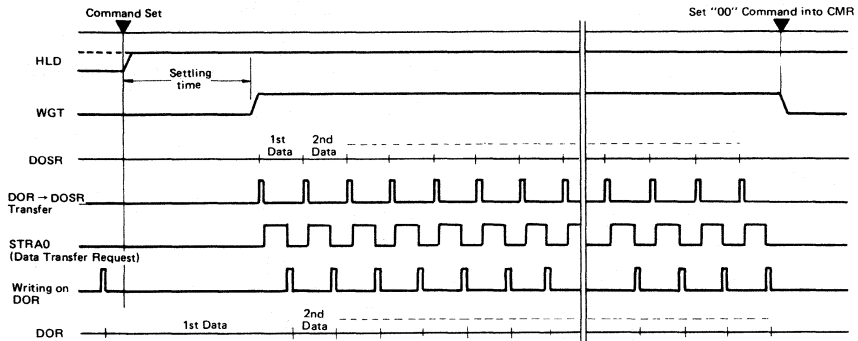 Command Set
Set "00" Command into CMR
HLD
Settling
time
WGT
1st
Data
2nd
Data
DOSR
DOR → DOSR
Transfer
STRA0
(Data Transfer Request)
Writing on
DOR
1st Data
2nd
Data
DOR